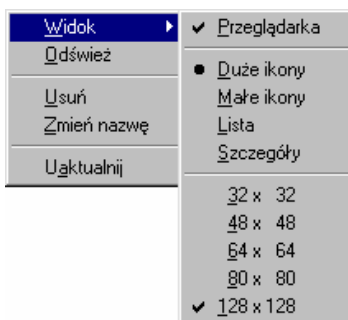 Widok
Odśwież
Usuń
Zmień nazwę
Uaktualnij
Przeglądarka
Duże ikony
Małe ikony
Lista
Szczegóły
32 x 32
48 x 48
64 x 64
80 x 80
128 x 128